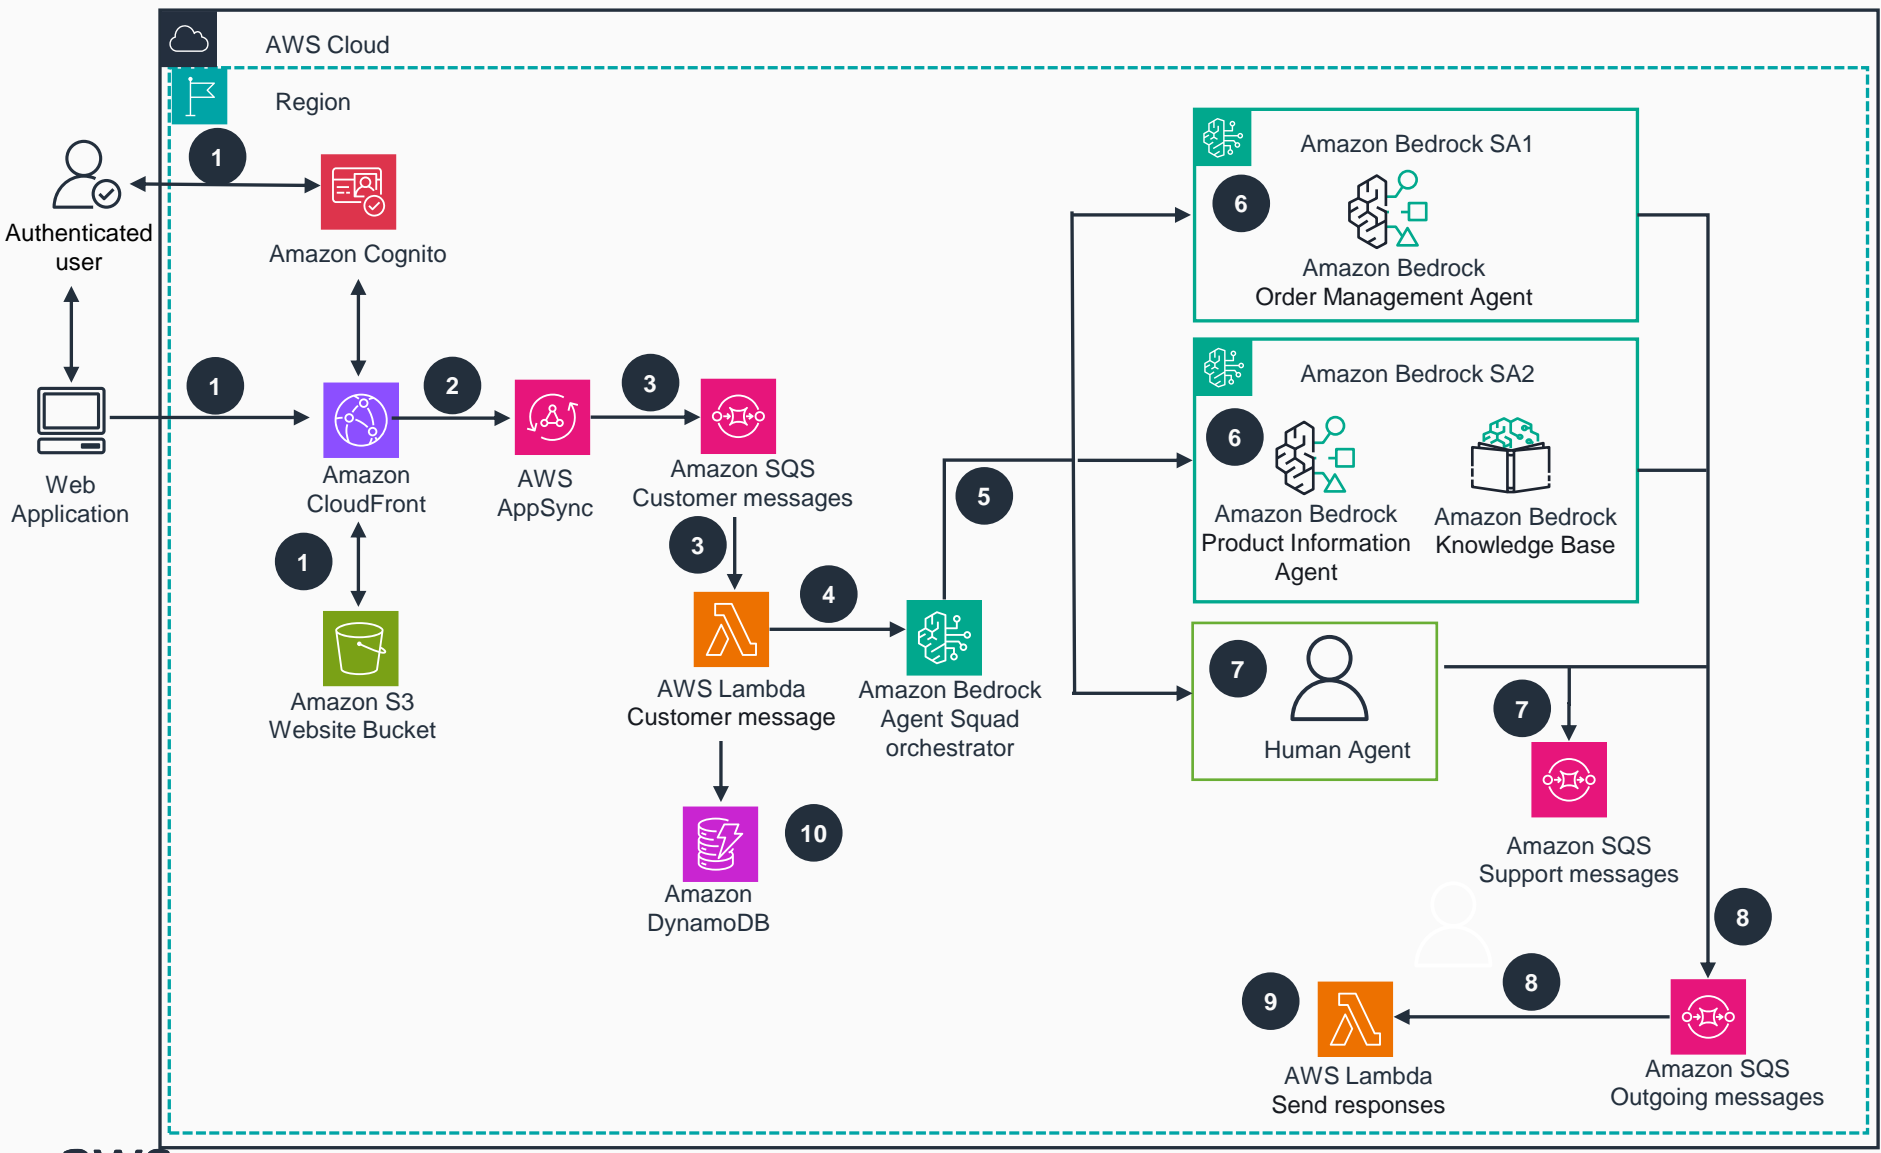 AWS Cloud
Region
1
Authenticated
user
Amazon Cognito
1
Web
Application
Amazon
CloudFront
2
AWS
AppSync
3
Amazon SQS
Customer messages
1
Amazon S3
Website Bucket
3
AWS Lambda
Customer message
4
Amazon Bedrock
Agent Squad
orchestrator
10
Amazon
DynamoDB
5
Amazon Bedrock SA1
6
Amazon Bedrock
Order Management Agent
Amazon Bedrock SA2
6
Amazon Bedrock
Product Information
Agent
Amazon Bedrock
Knowledge Base
7
Human Agent
7
Amazon SQS
Support messages
8
8
9
AWS Lambda
Send responses
Amazon SQS
Outgoing messages